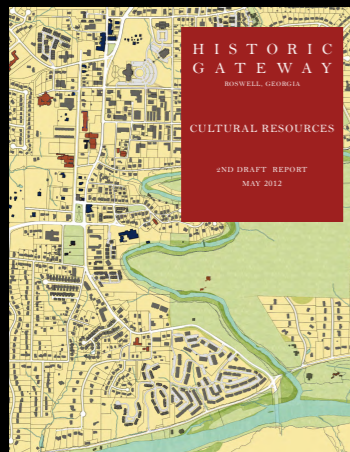 HISTORIC
GATEWAY
ROSWELL, GEORGIA
CULTURAL RESOURCES
2ND DRAFT REPORT
MAY 2012